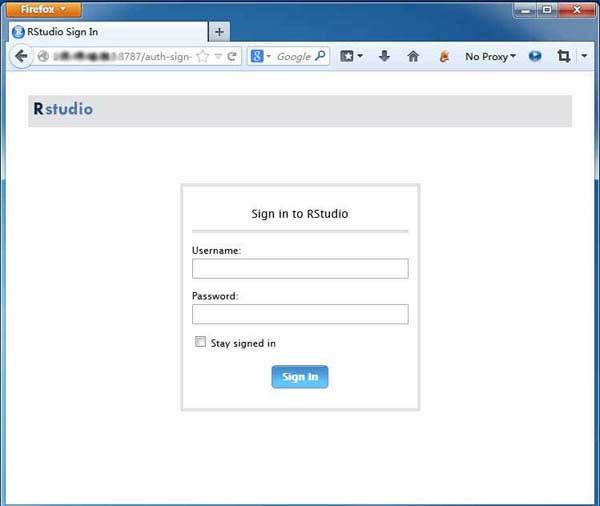 Firefox
RStudio Sign In
8787/auth-sign-
Google
No Proxy
Rstudio
Sign in to RStudio
Username:
Password:
Stay signed in
Sign In